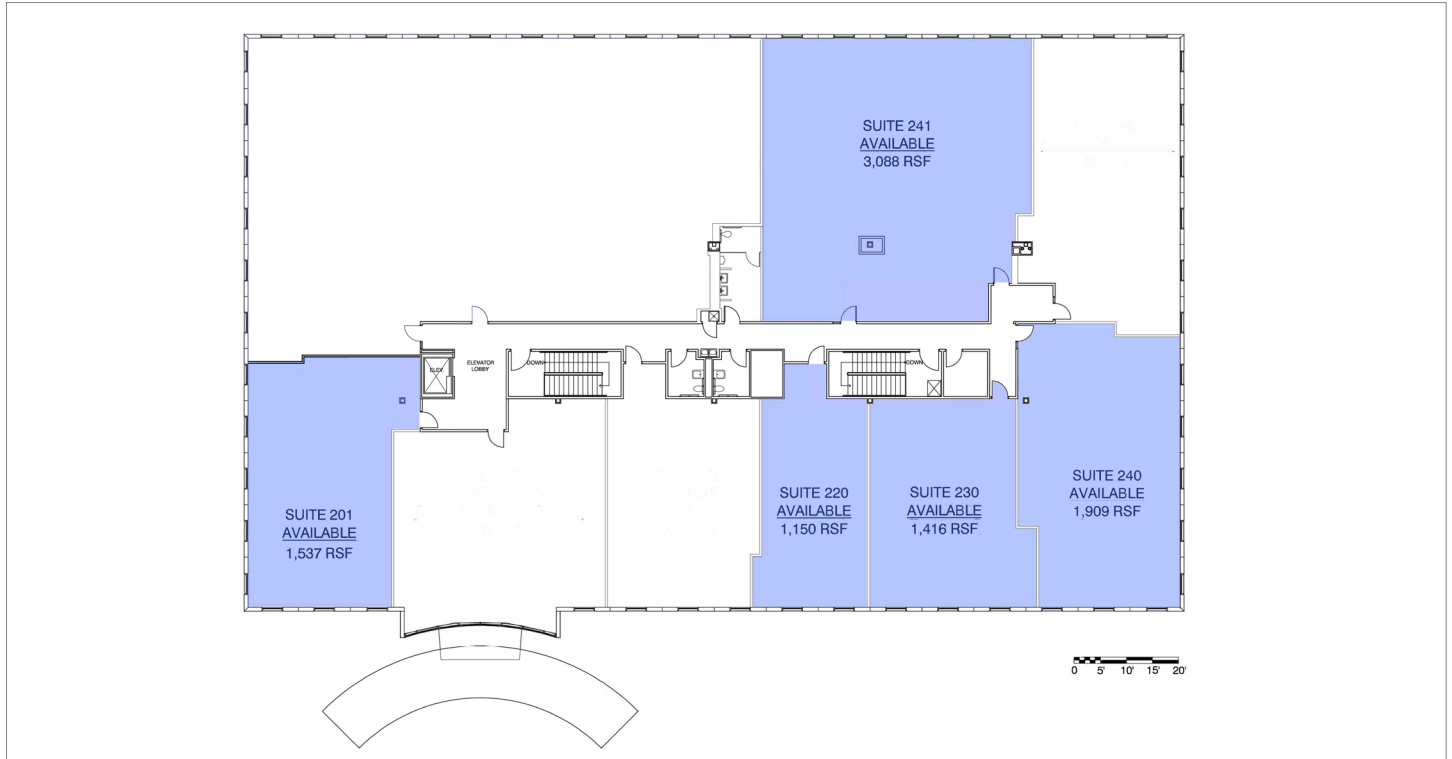 SUITE 241
AVAILABLE
3,088 RSF
ELEV.
ELEVATOR
LOBBY
DOWN
DOWN
SUITE 201
AVAILABLE
1,537 RSF
SUITE 220
AVAILABLE
1,150 RSF
SUITE 230
AVAILABLE
1,416 RSF
SUITE 240
AVAILABLE
1,909 RSF
0 5' 10' 15' 20'